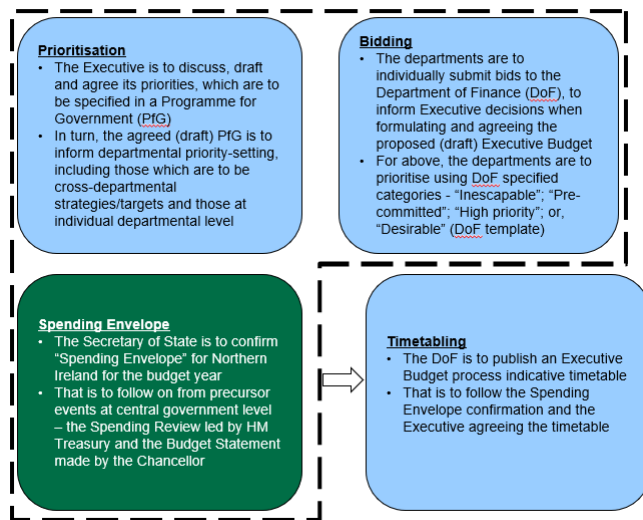 Prioritisation
• The Executive is to discuss, draft
and agree its priorities, which are to
be specified in a Programme for
Government (PfG)
• In turn, the agreed (draft) PfG is to
inform departmental priority-setting,
including those which are to be
cross-departmental
strategies/targets and those at
individual departmental level
Bidding
• The departments are to
individually submit bids to the
Department of Finance (DoF), to
inform Executive decisions when
formulating and agreeing the
proposed (draft) Executive Budget
• For above, the departments are to
prioritise using DoF specified
categories - “Inescapable”; “Pre-
committed”; “High priority”; or,
“Desirable” (DoF template)
Spending Envelope
• The Secretary of State is to confirm
“Spending Envelope” for Northern
Ireland for the budget year
• That is to follow on from precursor
events at central government level
– the Spending Review led by HM
Treasury and the Budget Statement
made by the Chancellor
Timetabling
• The DoF is to publish an Executive
Budget process indicative timetable
• That is to follow the Spending
Envelope confirmation and the
Executive agreeing the timetable